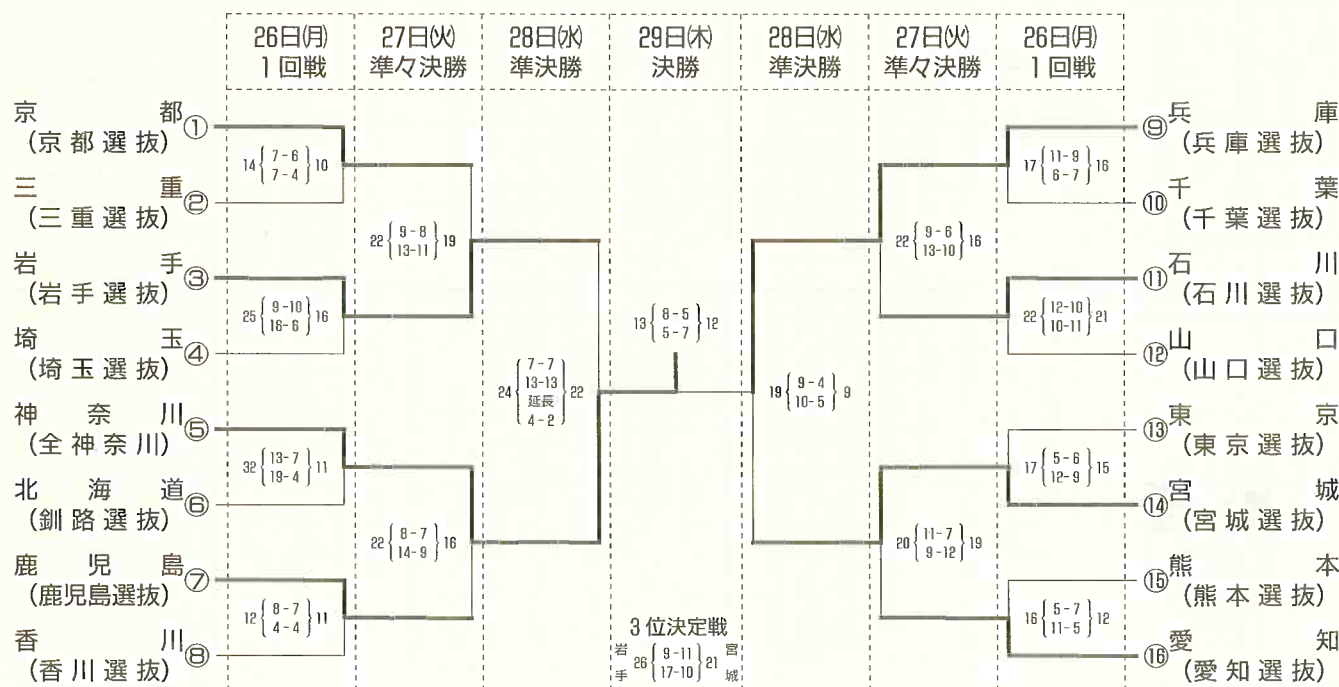 26日(月) 27日(火) 28日(水) 29日(木) 28日(水) 27日(火) 26日(月)
1回戦 準々決勝 準決勝 決勝 準決勝 準々決勝 1回戦
京都 ①
(京都選抜)
14 { 7-6 } 10
7-4
三重 ②
(三重選抜)
22 { 9-8 } 19
13-11
岩手 ③
(岩手選抜)
25 { 9-10 } 16
16-6
埼玉 ④
(埼玉選抜)
24 { 7-7 } 22
13-13
延長
4-2
神奈川 ⑤
(全神奈川)
32 { 13-7 } 11
19-4
北海道 ⑥
(釧路選抜)
22 { 8-7 } 16
14-9
鹿児島 ⑦
(鹿児島選抜)
12 { 8-7 } 11
4-4
香川 ⑧
(香川選抜)
13 { 8-5 } 12
5-7
3位決定戦
岩手 26 { 9-11 } 21 宮城
17-10
⑨ 兵庫
(兵庫選抜)
17 { 11-9 } 16
6-7
⑩ 千葉
(千葉選抜)
22 { 9-6 } 16
13-10
⑪ 石川
(石川選抜)
22 { 12-10 } 21
10-11
⑫ 山口
(山口選抜)
19 { 9-4 } 9
10-5
⑬ 東京
(東京選抜)
17 { 5-6 } 15
12-9
⑭ 宮城
(宮城選抜)
20 { 11-7 } 19
9-12
⑮ 熊本
(熊本選抜)
16 { 5-7 } 12
11-5
⑯ 愛知
(愛知選抜)